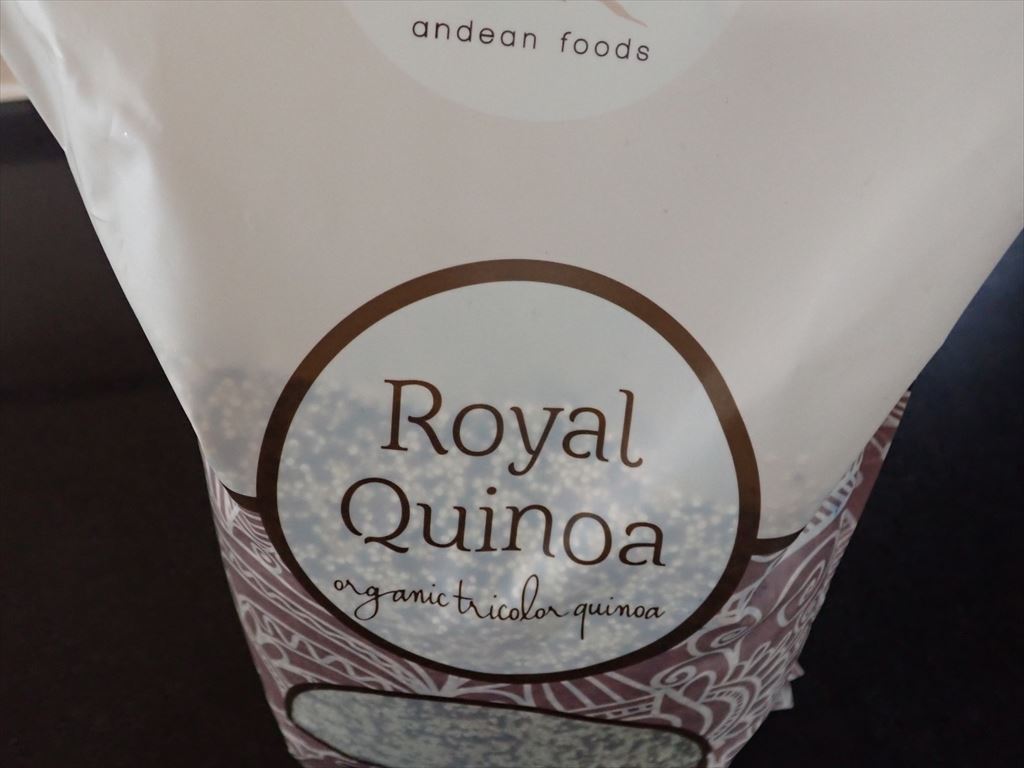 andean foods
Royal
Quinoa
organic tricolor quinoa